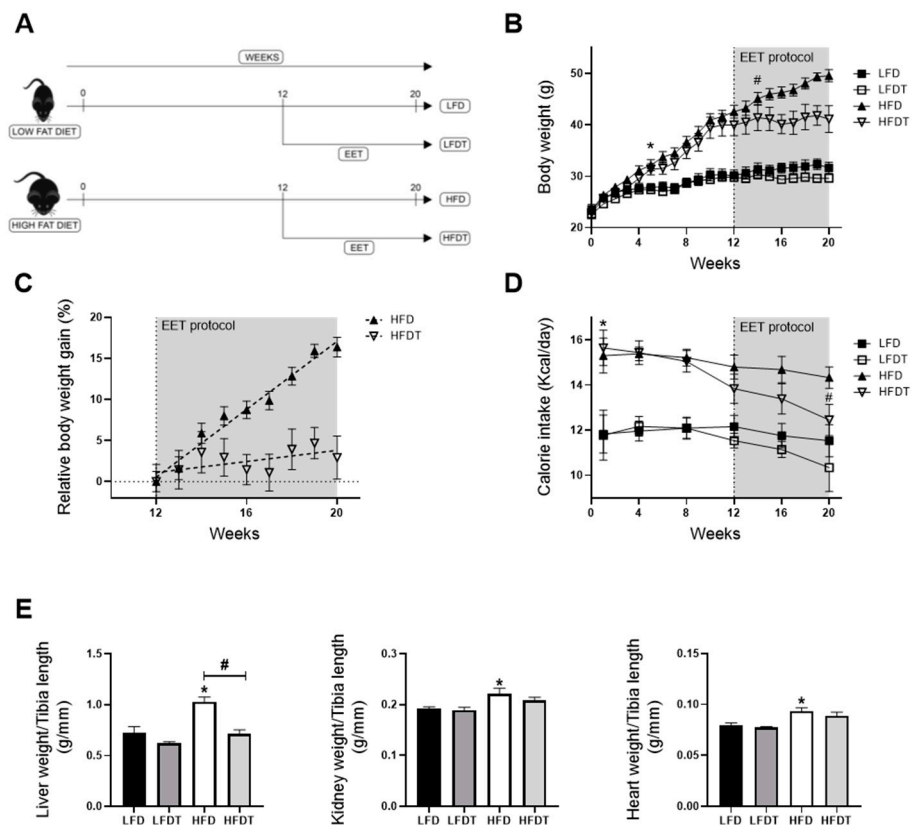 A
WEEKS
0 12 20
LOW FAT DIET
LFD
EET
LFDT
0 12 20
HIGH FAT DIET
HFD
EET
HFDT
B
EET protocol
Body weight (g)
50
40
30
20
#
*
0 4 8 12 16 20
Weeks
LFD
LFDT
HFD
HFDT
C
EET protocol
Relative body weight gain (%)
20
15
10
5
0
12 14 16 18 20
Weeks
HFD
HFDT
D
EET protocol
Calorie intake (Kcal/day)
16
14
12
10
*
#
0 4 8 12 16 20
Weeks
LFD
LFDT
HFD
HFDT
E
Liver weight/Tibia length
(g/mm)
1.5
1.0
0.5
0.0
#
*
LFD LFDT HFD HFDT
Kidney weight/Tibia length
(g/mm)
0.3
0.2
0.1
0.0
*
LFD LFDT HFD HFDT
Heart weight/Tibia length
(g/mm)
0.15
0.10
0.05
0.00
*
LFD LFDT HFD HFDT